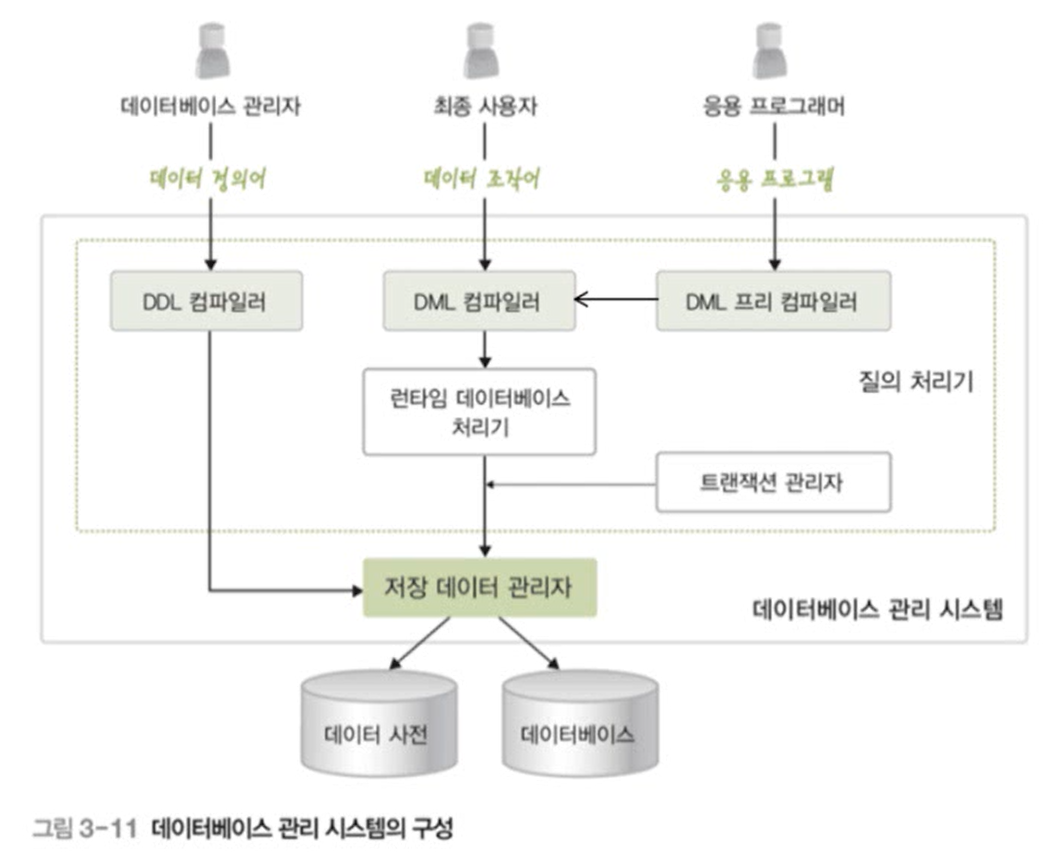 데이터베이스 관리자
최종 사용자
응용 프로그래머
데이터 정의어
데이터 조작어
응용 프로그램
DDL 컴파일러
DML 컴파일러
DML 프리 컴파일러
질의 처리기
런타임 데이터베이스
처리기
트랜잭션 관리자
저장 데이터 관리자
데이터베이스 관리 시스템
데이터 사전
데이터베이스
그림 3-11 데이터베이스 관리 시스템의 구성